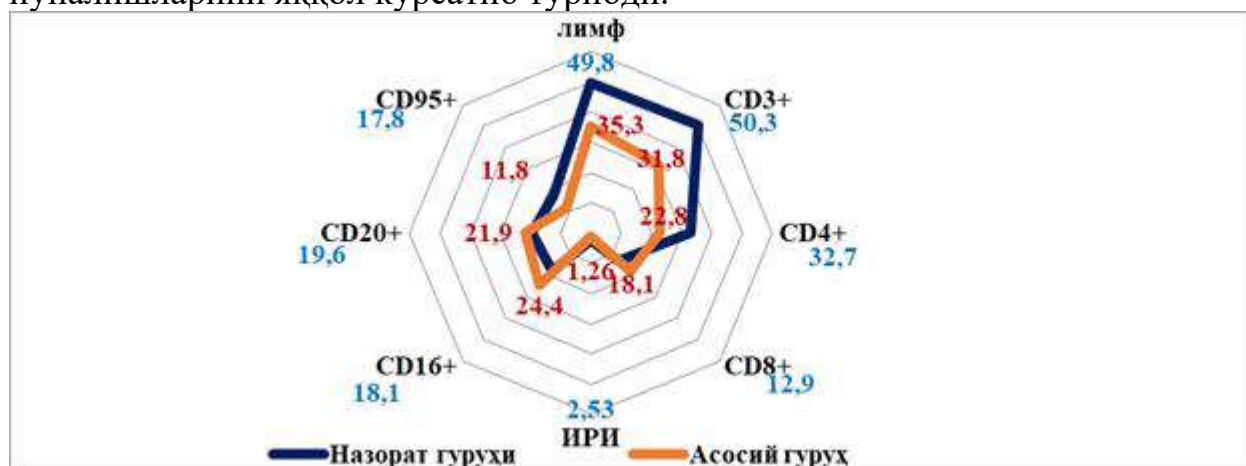 лимф
49,8
CD95+
17,8
CD3+
50,3
35,3
31,8
11,8
CD20+
19,6
21,9
22,8
CD4+
32,7
1,26
18,1
24,4
CD16+
18,1
CD8+
12,9
2,53
ИРИ
Назорат гуруҳи
Асосий гуруҳ